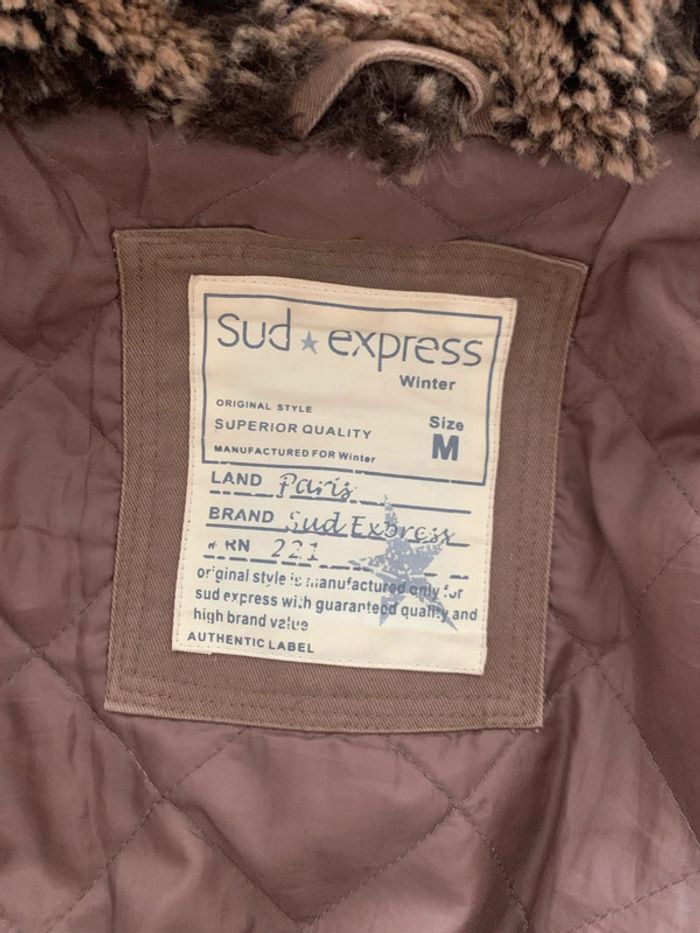 sud ★ express
Winter
ORIGINAL STYLE
SUPERIOR QUALITY
Size
M
MANUFACTURED FOR Winter
LAND Paris
BRAND Sud Express
# RN 221
original style is manufactured only for
sud express with guaranteed quality and
high brand value
AUTHENTIC LABEL